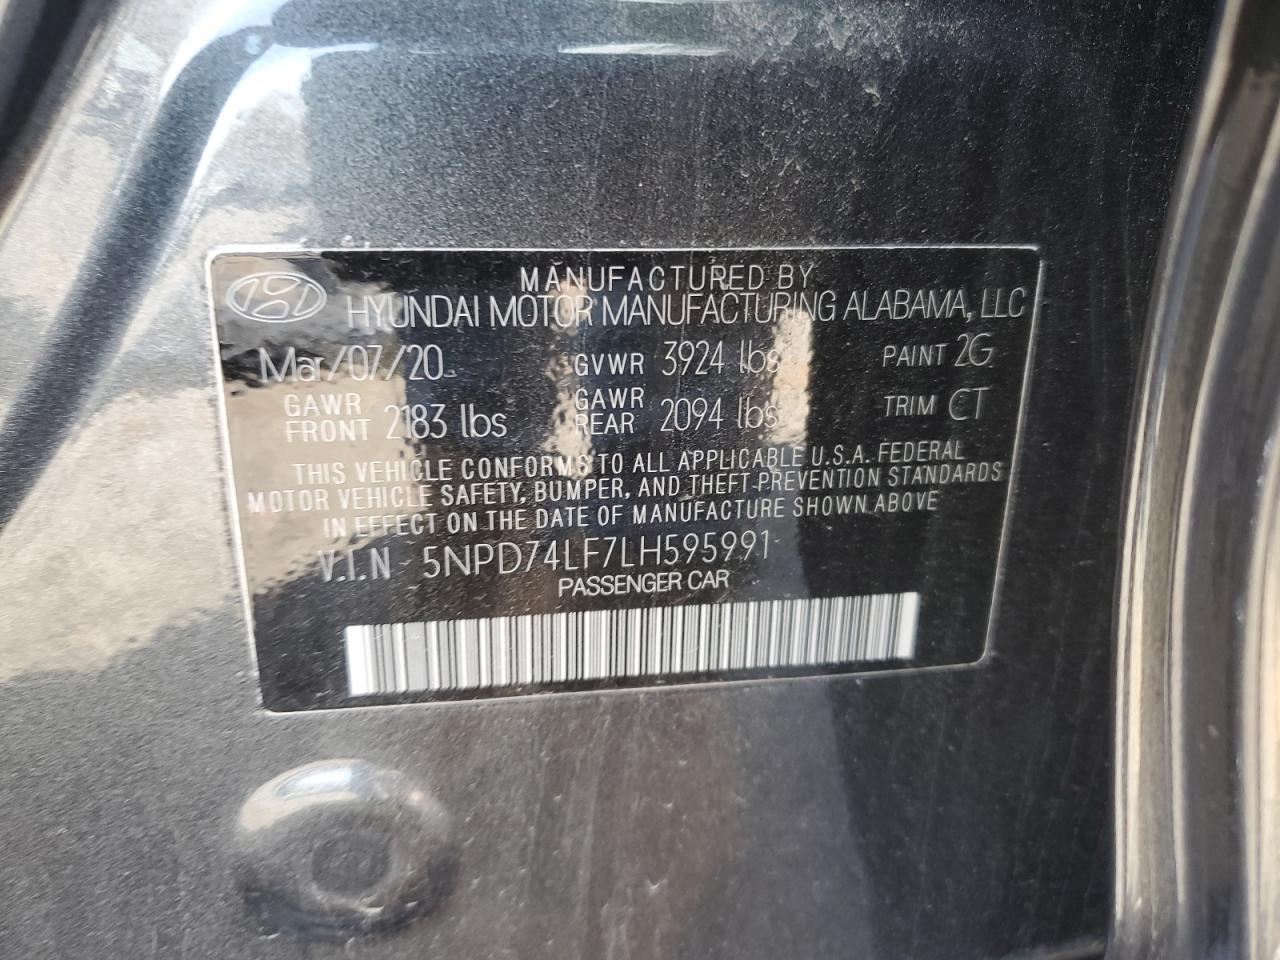 MANUFACTURED BY
HYUNDAI MOTOR MANUFACTURING ALABAMA, LLC
Mar/07/20 GVWR 3924 lbs PAINT 2G
GAWR FRONT 2183 lbs GAWR REAR 2094 lbs TRIM CT
THIS VEHICLE CONFORMS TO ALL APPLICABLE U.S.A. FEDERAL
MOTOR VEHICLE SAFETY, BUMPER, AND THEFT PREVENTION STANDARDS
IN EFFECT ON THE DATE OF MANUFACTURE SHOWN ABOVE
V.I.N 5NPD74LF7LH595991
PASSENGER CAR